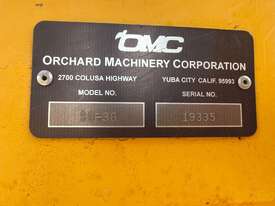 OMC
ORCHARD MACHINERY CORPORATION
2700 COLUSA HIGHWAY YUBA CITY CALIF. 95993
MODEL NO. SERIAL NO.
19335